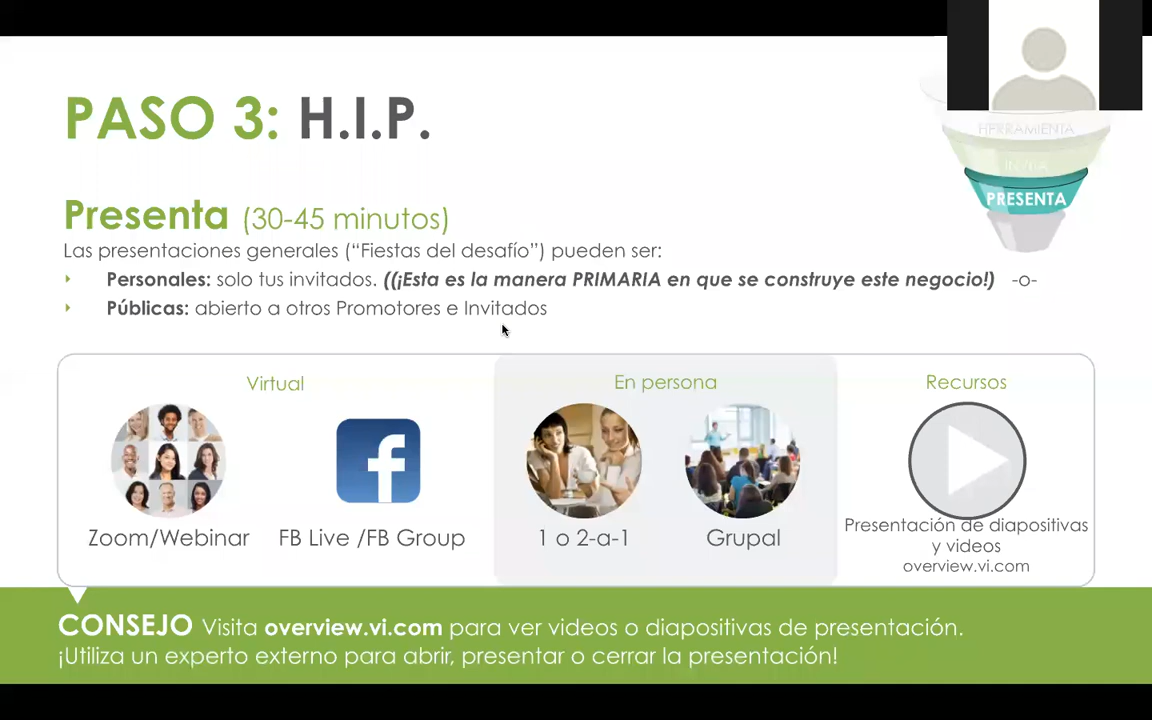 PASO 3: H.I.P.
HERRAMIENTA
INVITA
PRESENTA
Presenta (30-45 minutos)
Las presentaciones generales (“Fiestas del desafío”) pueden ser:
Personales: solo tus invitados. ((¡Esta es la manera PRIMARIA en que se construye este negocio!) -o-
Públicas: abierto a otros Promotores e Invitados
Virtual
En persona
Recursos
Zoom/Webinar
FB Live /FB Group
1 o 2-a-1
Grupal
Presentación de diapositivas
y videos
overview.vi.com
CONSEJO Visita overview.vi.com para ver videos o diapositivas de presentación.
¡Utiliza un experto externo para abrir, presentar o cerrar la presentación!